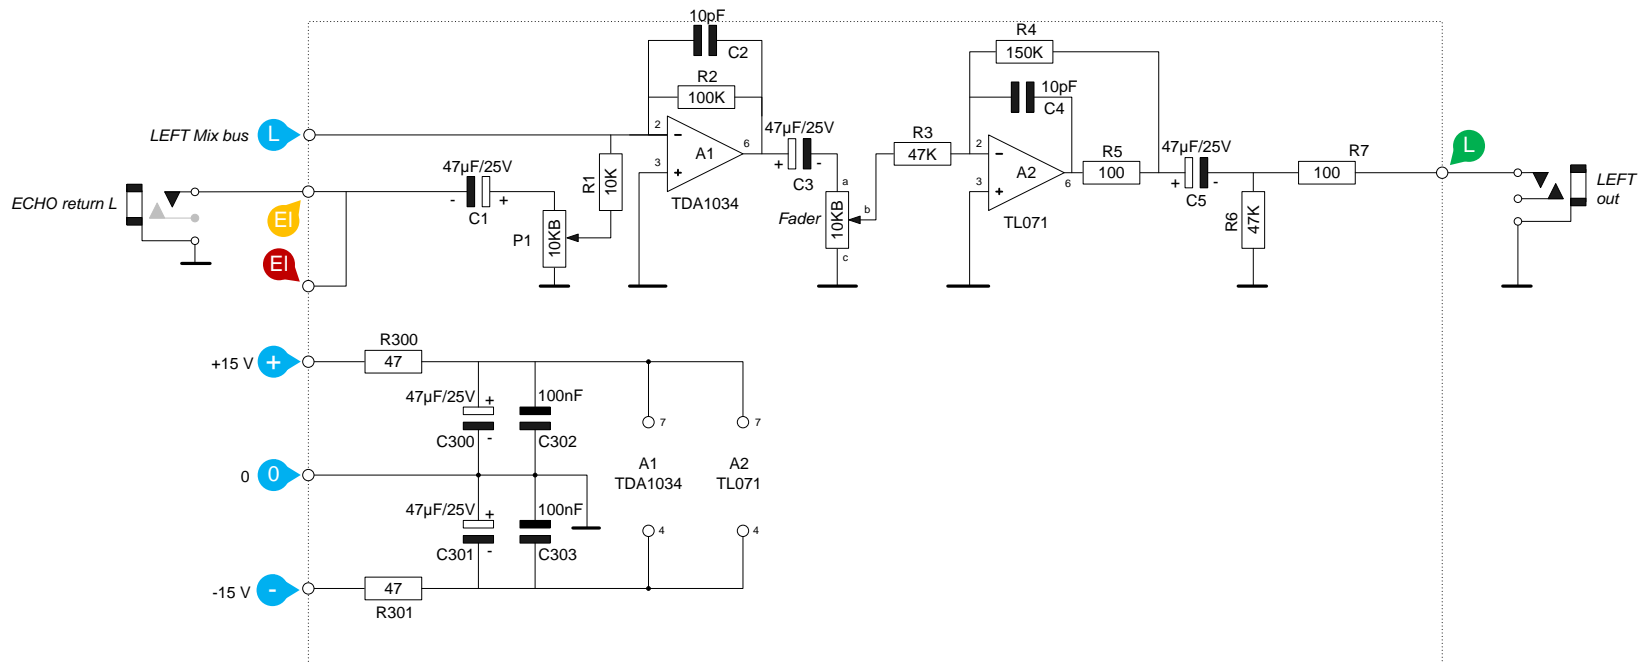 10pF
C2
R2
100K
LEFT Mix bus
L
2
-
3
+
A1
6
TDA1034
47µF/25V
+
-
C3
R1
10K
ECHO return L
EI
EI
47µF/25V
-
+
C1
P1
10KB
Fader
a
10KB
b
c
R3
47K
R4
150K
10pF
C4
2
-
3
+
A2
6
TL071
R5
100
47µF/25V
+
-
C5
R6
47K
R7
100
L
LEFT
out
+15 V
+
R300
47
47µF/25V
+
C300
-
100nF
C302
7
7
0
0
A1
TDA1034
A2
TL071
47µF/25V
+
C301
-
100nF
C303
4
4
-15 V
-
47
R301